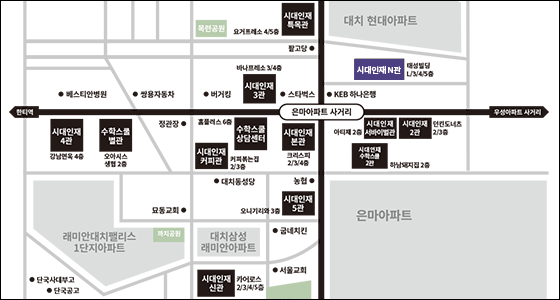 시대인재
특목관
목련공원
요거프레소 4/5층
대치 현대아파트
팔고당
바나프레소 3/4층
시대인재 N관
태성빌딩
L/3/4/5층
베스티안병원
쌍용자동차
버거킹
시대인재
3관
스타벅스
KEB 하나은행
한티역
은마아파트 사거리
우성아파트 사거리
시대인재
4관
강남면옥 4층
수학스쿨
별관
오아시스
생협 2층
정관장
홈플러스 6층
시대인재
커피관
수학스쿨
상담센터
커피볶는집
2/3층
시대인재
본관
크리스피
2/3/4층
아티제 2층
시대인재
서바이벌관
시대인재
2관
던킨도너츠
2/3층
시대인재
수학스쿨
2관
하남돼지집 2층
대치동성당
농협
묘동교회
오니기리와 3층
시대인재
5관
은마아파트
래미안대치팰리스
1단지아파트
까치공원
대치삼성
래미안아파트
굽네치킨
단국사대부고
단국공고
시대인재
신관
카어로스
2/3/4/5층
서울교회